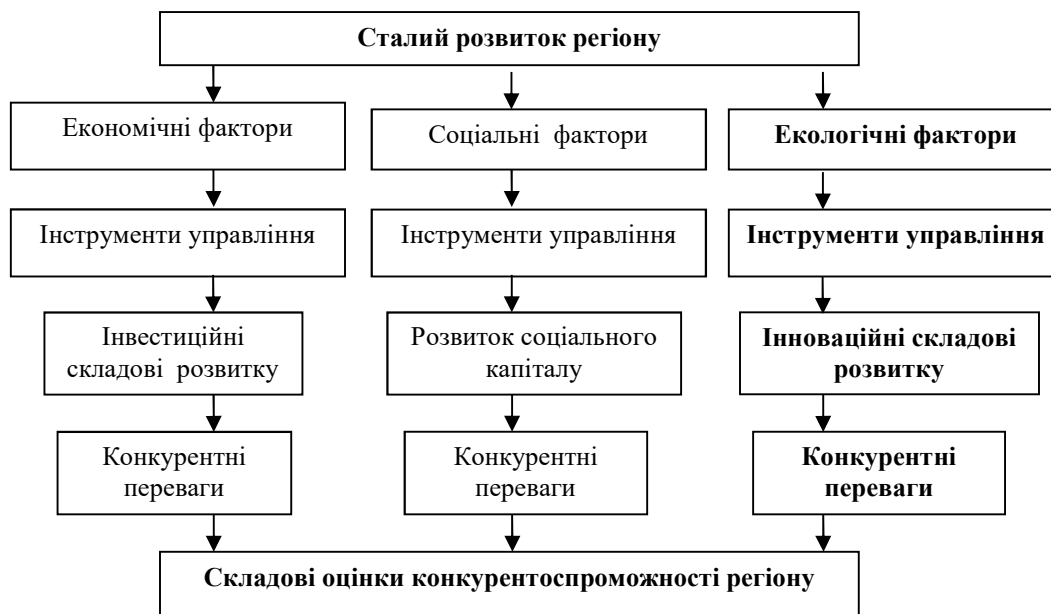 Сталий розвиток регіону
Економічні фактори
Соціальні фактори
Екологічні фактори
Інструменти управління
Інструменти управління
Інструменти управління
Інвестиційні
складові розвитку
Розвиток соціального
капіталу
Інноваційні складові
розвитку
Конкурентні
переваги
Конкурентні
переваги
Конкурентні
переваги
Складові оцінки конкурентоспроможності регіону